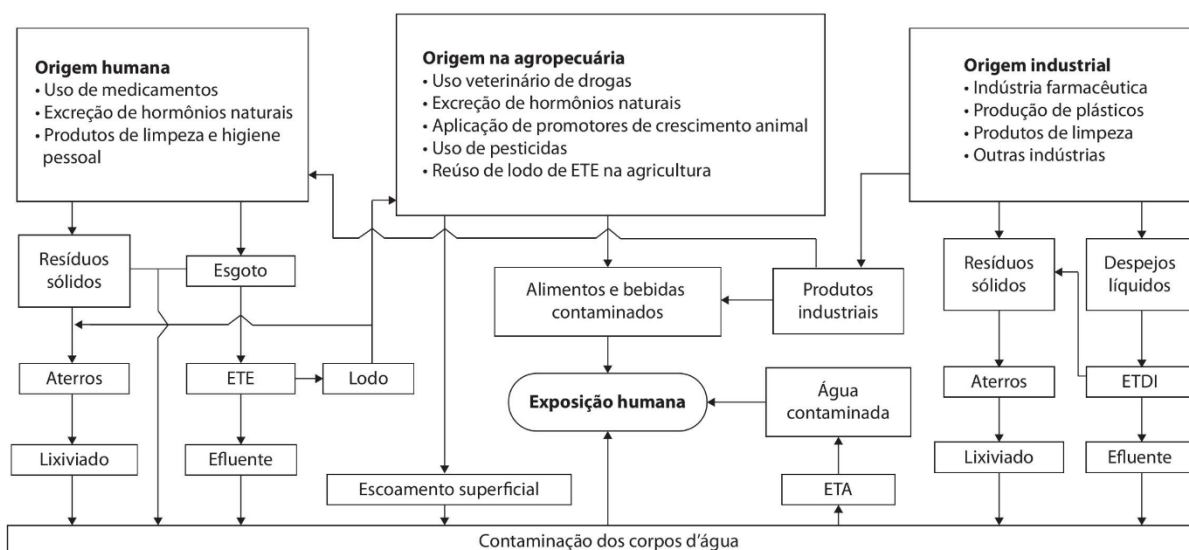 Origem humana
• Uso de medicamentos
• Excreção de hormônios naturais
• Produtos de limpeza e higiene
pessoal
Origem na agropecuária
• Uso veterinário de drogas
• Excreção de hormônios naturais
• Aplicação de promotores de crescimento animal
• Uso de pesticidas
• Reúso de lodo de ETE na agricultura
Origem industrial
• Indústria farmacêutica
• Produção de plásticos
• Produtos de limpeza
• Outras indústrias
Resíduos
sólidos
Esgoto
Alimentos e bebidas
contaminados
Produtos
industriais
Resíduos
sólidos
Despejos
líquidos
Aterros
ETE
Lodo
Exposição humana
Água
contaminada
Aterros
ETDI
Lixiviado
Efluente
Escoamento superficial
ETA
Lixiviado
Efluente
Contaminação dos corpos d’água